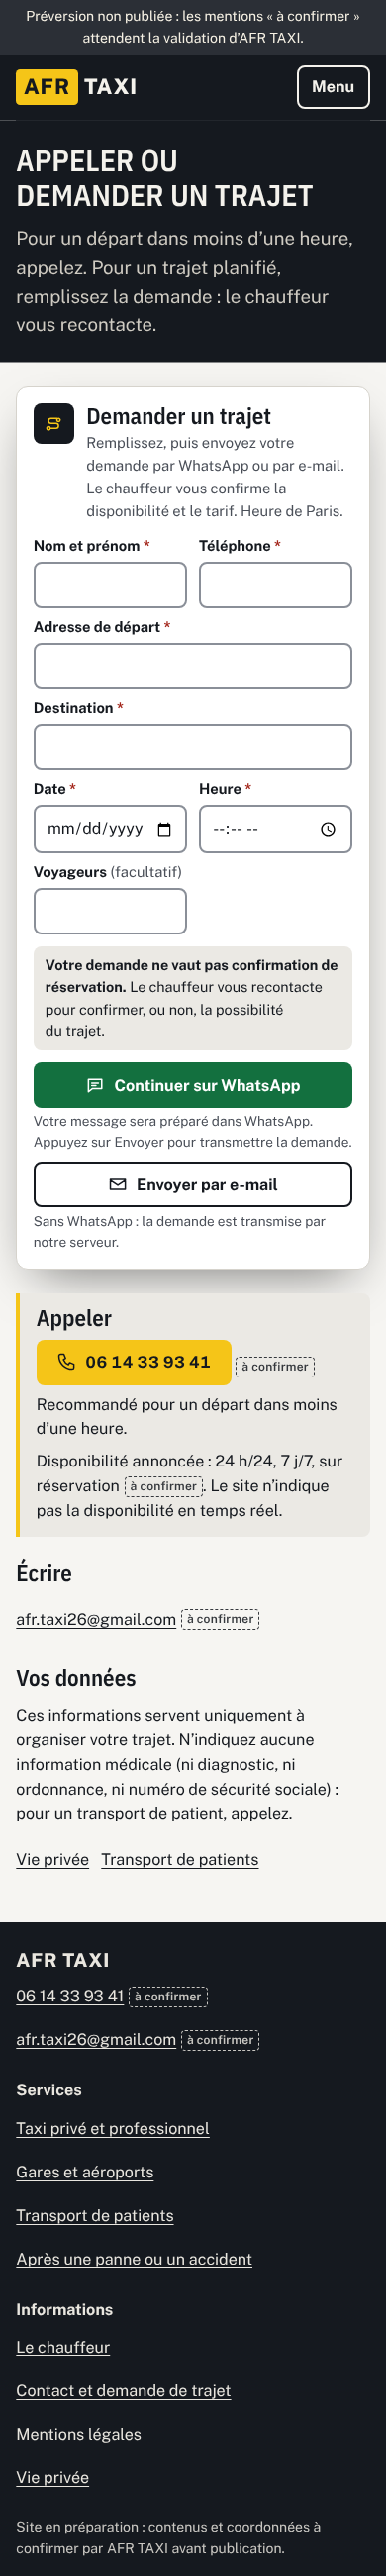 Préversion non publiée : les mentions « à confirmer »
attendent la validation d'AFR TAXI.
AFR TAXI
Menu
APPELER OU
DEMANDER UN TRAJET
Pour un départ dans moins d'une heure,
appelez. Pour un trajet planifié,
remplissez la demande : le chauffeur
vous recontacte.
Demander un trajet
Remplissez, puis envoyez votre
demande par WhatsApp ou par e-mail.
Le chauffeur vous confirme la
disponibilité et le tarif. Heure de Paris.
Nom et prénom * Téléphone *
Adresse de départ *
Destination *
Date * Heure *
mm/dd/yyyy --:-- --
Voyageurs (facultatif)
Votre demande ne vaut pas confirmation de
réservation. Le chauffeur vous recontacte
pour confirmer, ou non, la possibilité
du trajet.
Continuer sur WhatsApp
Votre message sera préparé dans WhatsApp.
Appuyez sur Envoyer pour transmettre la demande.
Envoyer par e-mail
Sans WhatsApp : la demande est transmise par
notre serveur.
Appeler
06 14 33 93 41 à confirmer
Recommandé pour un départ dans moins
d'une heure.
Disponibilité annoncée : 24 h/24, 7 j/7, sur
réservation à confirmer. Le site n'indique
pas la disponibilité en temps réel.
Écrire
afr.taxi26@gmail.com à confirmer
Vos données
Ces informations servent uniquement à
organiser votre trajet. N'indiquez aucune
information médicale (ni diagnostic, ni
ordonnance, ni numéro de sécurité sociale) :
pour un transport de patient, appelez.
Vie privée Transport de patients
AFR TAXI
06 14 33 93 41 à confirmer
afr.taxi26@gmail.com à confirmer
Services
Taxi privé et professionnel
Gares et aéroports
Transport de patients
Après une panne ou un accident
Informations
Le chauffeur
Contact et demande de trajet
Mentions légales
Vie privée
Site en préparation : contenus et coordonnées à
confirmer par AFR TAXI avant publication.